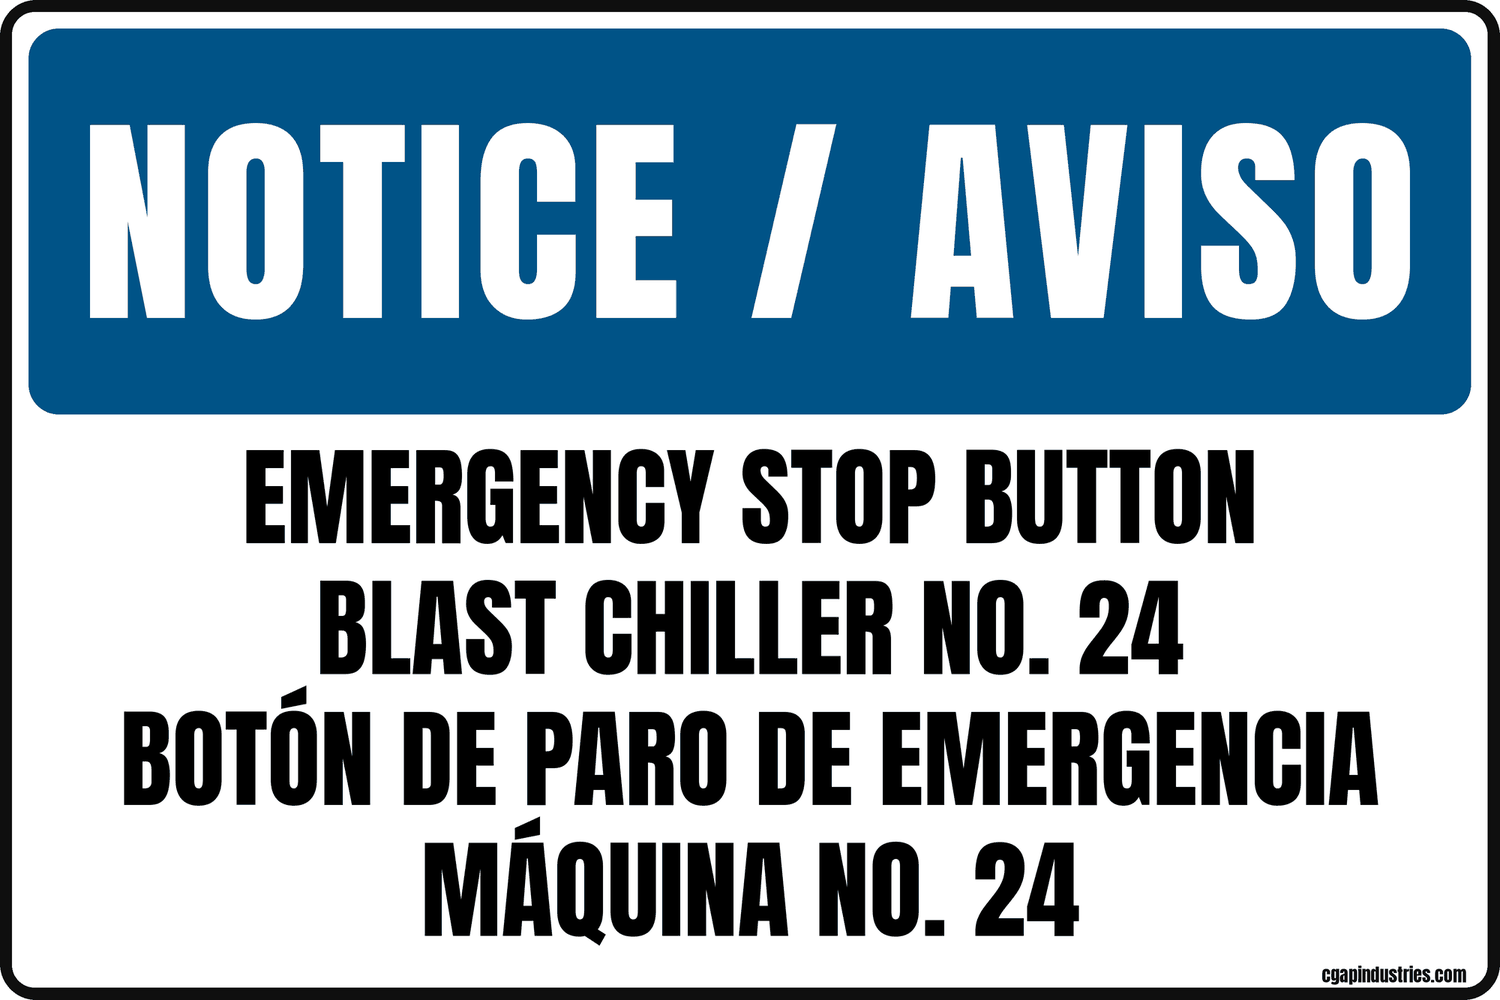 NOTICE / AVISO
EMERGENCY STOP BUTTON
BLAST CHILLER NO. 24
BOTÓN DE PARO DE EMERGENCIA
MÁQUINA NO. 24
cgapindustries.com